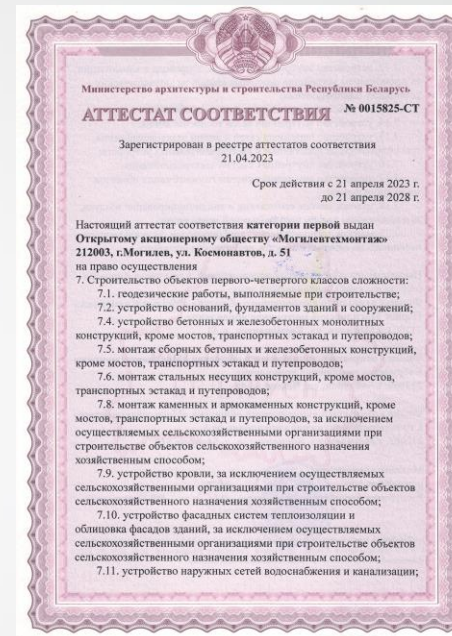 Министерство архитектуры и строительства Республики Беларусь
АТТЕСТАТ СООТВЕТСТВИЯ № 0015825-СТ
Зарегистрирован в реестре аттестатов соответствия
21.04.2023
Срок действия с 21 апреля 2023 г.
до 21 апреля 2028 г.
Настоящий аттестат соответствия категории первой выдан
Открытому акционерному обществу «Могилевтехмонтаж»
212003, г.Могилев, ул. Космонавтов, д. 51
на право осуществления
7. Строительство объектов первого-четвертого классов сложности:
7.1. геодезические работы, выполняемые при строительстве;
7.2. устройство оснований, фундаментов зданий и сооружений;
7.4. устройство бетонных и железобетонных монолитных
конструкций, кроме мостов, транспортных эстакад и путепроводов;
7.5. монтаж сборных бетонных и железобетонных конструкций,
кроме мостов, транспортных эстакад и путепроводов;
7.6. монтаж стальных несущих конструкций, кроме мостов,
транспортных эстакад и путепроводов;
7.8. монтаж каменных и армокаменных конструкций, кроме
мостов, транспортных эстакад и путепроводов, за исключением
осуществляемых сельскохозяйственными организациями при
строительстве объектов сельскохозяйственного назначения
хозяйственным способом;
7.9. устройство кровли, за исключением осуществляемых
сельскохозяйственными организациями при строительстве объектов
сельскохозяйственного назначения хозяйственным способом;
7.10. устройство фасадных систем теплоизоляции и
облицовка фасадов зданий, за исключением осуществляемых
сельскохозяйственными организациями при строительстве объектов
сельскохозяйственного назначения хозяйственным способом;
7.11. устройство наружных сетей водоснабжения и канализации;